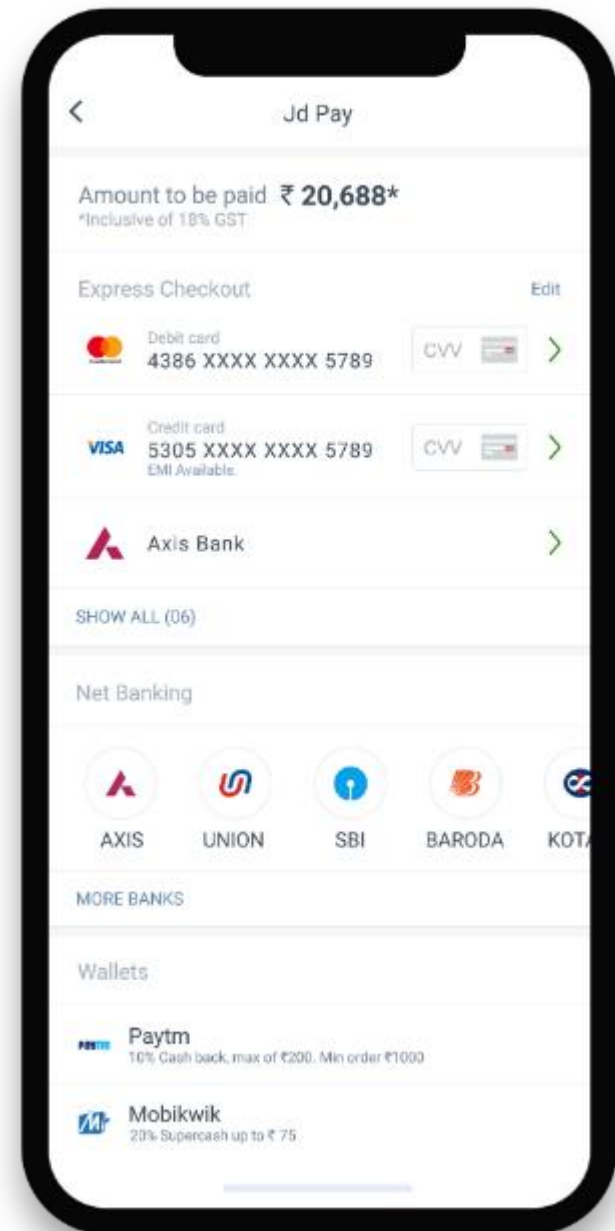 Jd Pay
Amount to be paid ₹ 20,688*
*Inclusive of 18% GST
Express Checkout Edit
Debit card
4386 XXXX XXXX 5789 CVV
VISA
Credit card
5305 XXXX XXXX 5789 CVV
EMI Available.
Axis Bank
SHOW ALL (06)
Net Banking
AXIS UNION SBI BARODA KOTA
MORE BANKS
Wallets
Paytm
10% Cash back, max of ₹200. Min order ₹1000
Mobikwik
20% Supercash up to ₹ 75